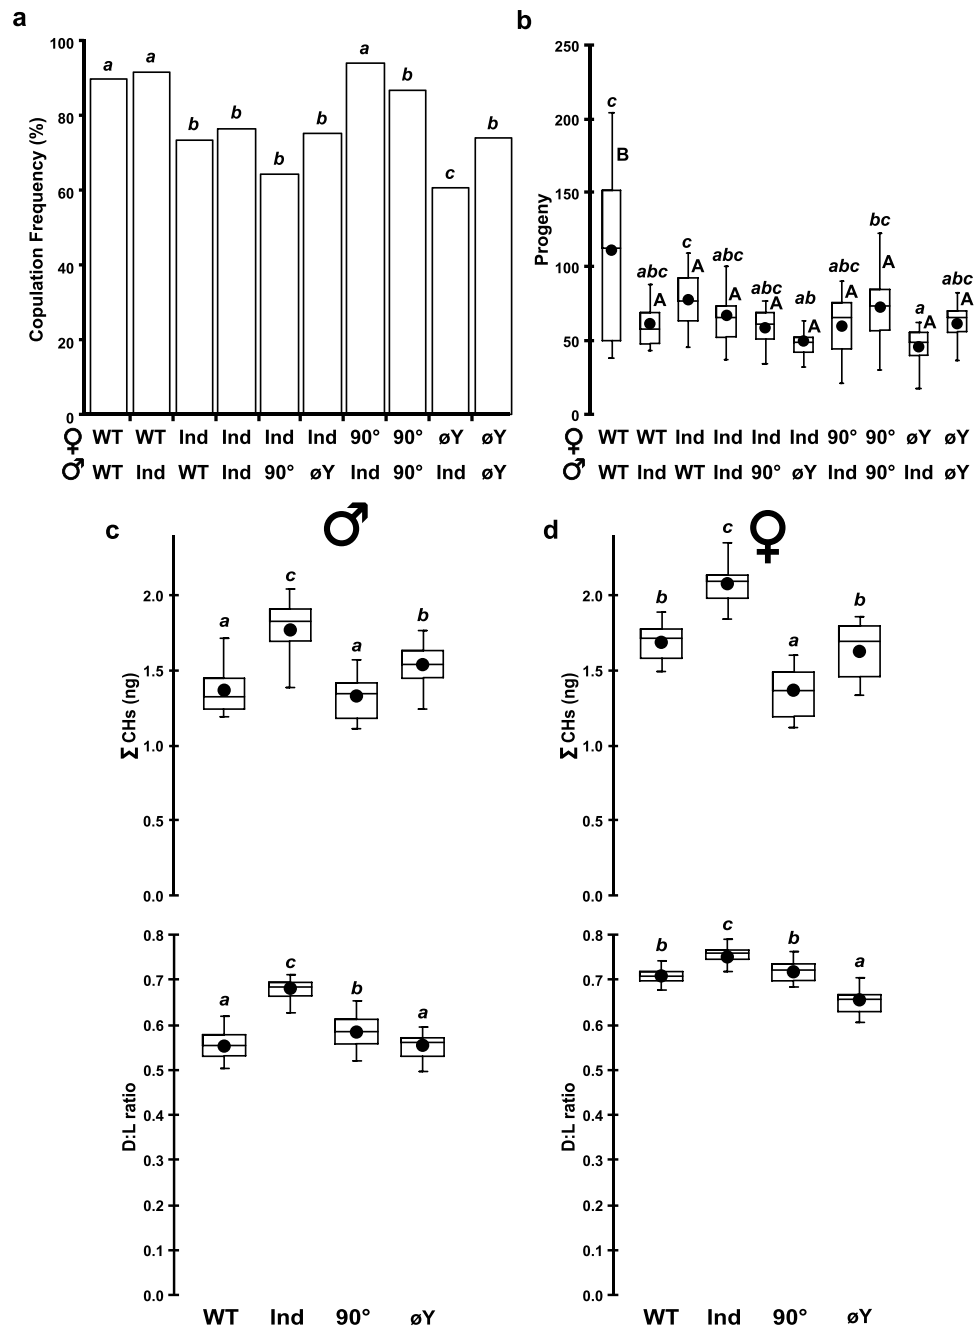 a
Copulation Frequency (%)
100
80
60
40
20
0
a a b b b b a b c b
♀ WT WT Ind Ind Ind Ind 90° 90° øY øY
♂ WT Ind WT Ind 90° øY Ind 90° Ind øY
b
Progeny
250
200
150
100
50
0
c abc c abc abc ab abc bc a abc
B A A A A A A A A A
♀ WT WT Ind Ind Ind Ind 90° 90° øY øY
♂ WT Ind WT Ind 90° øY Ind 90° Ind øY
c ♂
Σ CHs (ng)
2.0
1.5
1.0
0.5
0.0
a c a b
D:L ratio
0.8
0.7
0.6
0.5
0.4
0.3
0.2
0.1
0.0
a c b a
WT Ind 90° øY
d ♀
Σ CHs (ng)
2.0
1.5
1.0
0.5
0.0
b c a b
D:L ratio
0.8
0.7
0.6
0.5
0.4
0.3
0.2
0.1
0.0
b c b a
WT Ind 90° øY